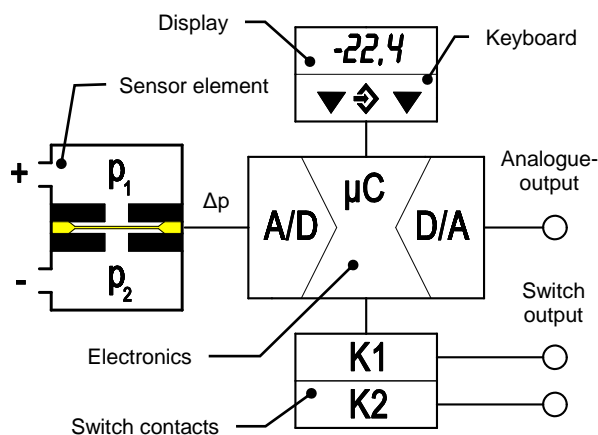 Display
-22,4
Keyboard
Sensor element
+
p1
Δp
A/D
µC
D/A
Analogue-
output
-
p2
Switch
output
Electronics
K1
K2
Switch contacts